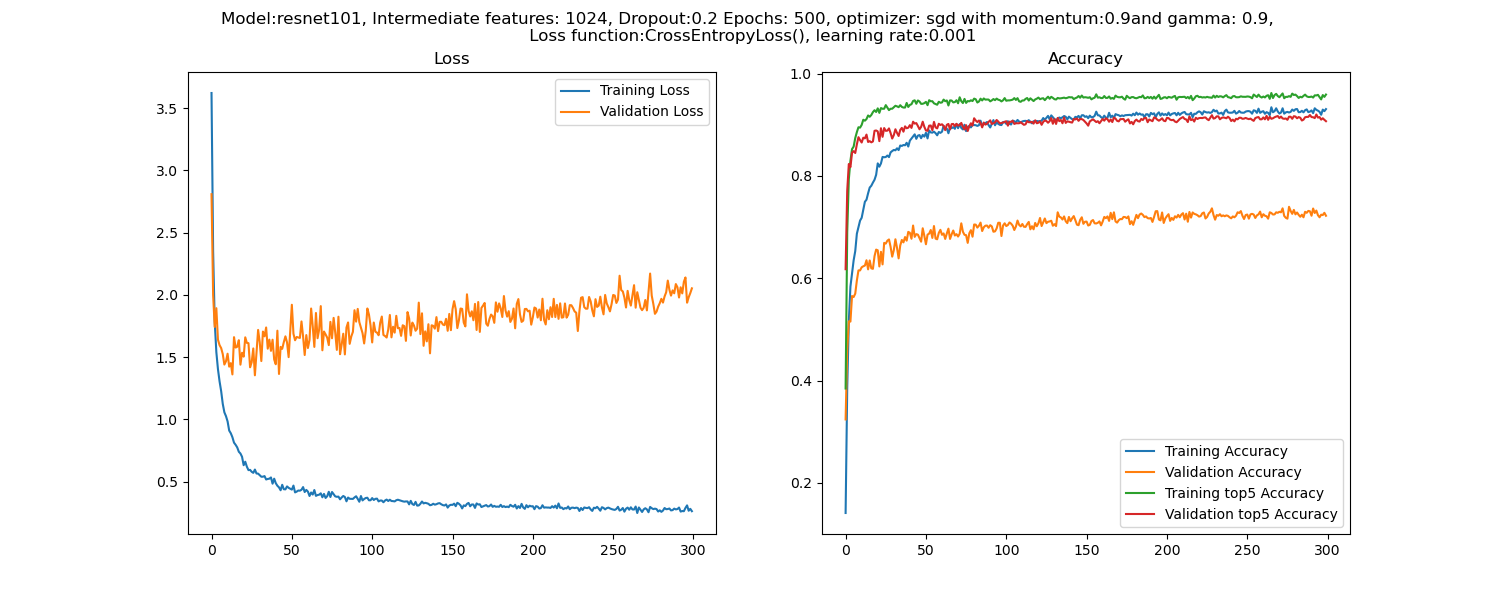 Model:resnet101, Intermediate features: 1024, Dropout:0.2 Epochs: 500, optimizer: sgd with momentum:0.9and gamma: 0.9,
Loss function:CrossEntropyLoss(), learning rate:0.001
Loss
Training Loss
Validation Loss
3.5
3.0
2.5
2.0
1.5
1.0
0.5
0 50 100 150 200 250 300
Accuracy
1.0
0.8
0.6
0.4
0.2
Training Accuracy
Validation Accuracy
Training top5 Accuracy
Validation top5 Accuracy
0 50 100 150 200 250 300